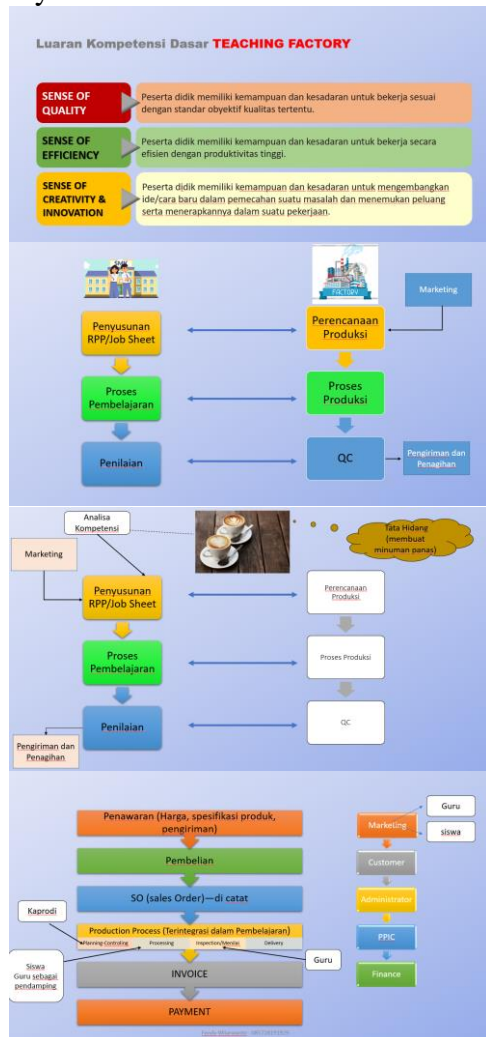 Luaran Kompetensi Dasar TEACHING FACTORY
SENSE OF
QUALITY
Peserta didik memiliki kemampuan dan kesadaran untuk bekerja sesuai
dengan standar obyektif kualitas tertentu.
SENSE OF
EFFICIENCY
Peserta didik memiliki kemampuan dan kesadaran untuk bekerja secara
efisien dengan produktivitas tinggi.
SENSE OF
CREATIVITY &
INNOVATION
Peserta didik memiliki kemampuan dan kesadaran untuk mengembangkan
ide/cara baru dalam pemecahan suatu masalah dan menemukan peluang
serta menerapkannya dalam suatu pekerjaan.
SMK
FACTORY
Marketing
Penyusunan
RPP/Job Sheet
Perencanaan
Produksi
Proses
Pembelajaran
Proses
Produksi
Penilaian
QC
Pengiriman dan
Penagihan
Analisa
Kompetensi
Tata Hidang
(membuat
minuman panas)
Marketing
Penyusunan
RPP/Job Sheet
Perencanaan
Produksi
Proses
Pembelajaran
Proses Produksi
Penilaian
QC
Pengiriman dan
Penagihan
Penawaran (Harga, spesifikasi produk,
pengiriman)
Pembelian
SO (sales Order)—di catat
Production Process (Terintegrasi dalam Pembelajaran)
Planning-Controling
Processing
Inspection/Menilai
Delivery
INVOICE
PAYMENT
Kaprodi
Siswa
Guru sebagai
pendamping
Guru
Marketing
Customer
Administrator
PPIC
Finance
Guru
siswa